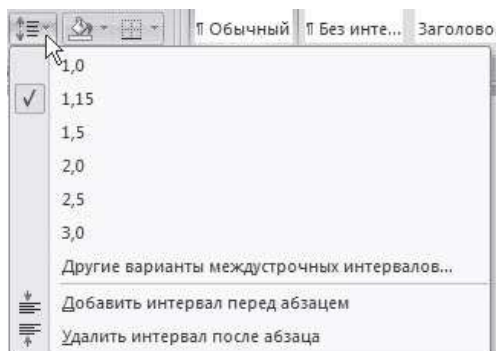 ¶ Обычный ¶ Без инте... Заголово
1,0
1,15
1,5
2,0
2,5
3,0
Другие варианты междустрочных интервалов...
Добавить интервал перед абзацем
Удалить интервал после абзаца